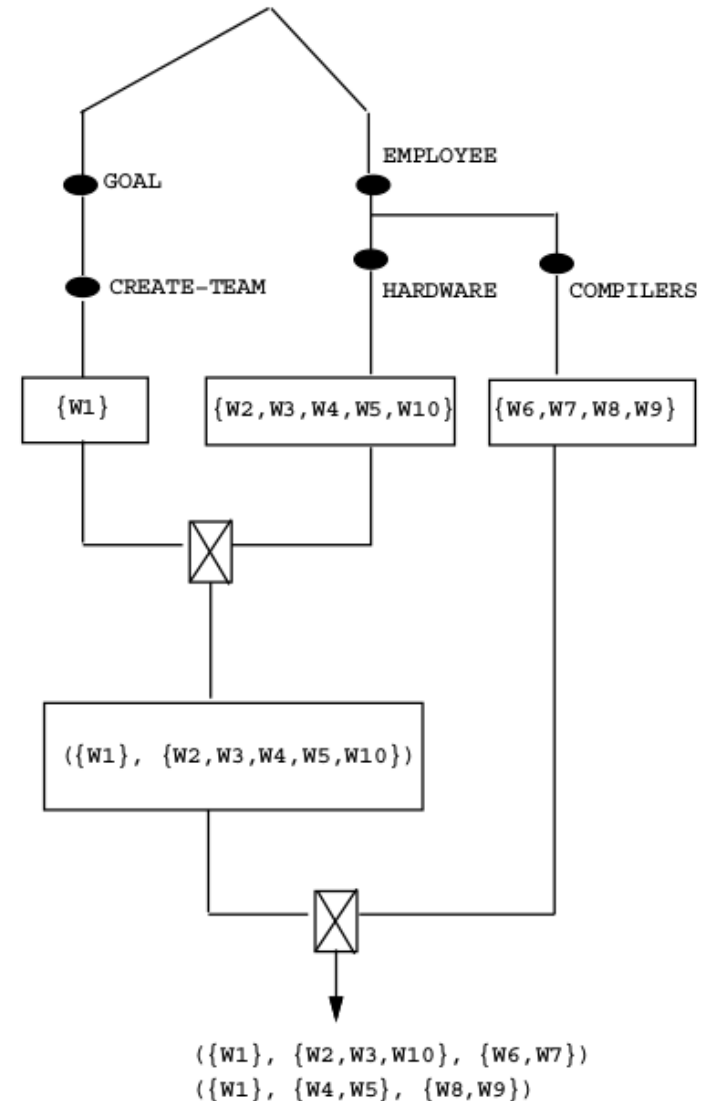 EMPLOYEE
GOAL
CREATE-TEAM
HARDWARE
COMPILERS
{W1}
{W2,W3,W4,W5,W10}
{W6,W7,W8,W9}
({W1}, {W2,W3,W4,W5,W10})
({W1}, {W2,W3,W10}, {W6,W7})
({W1}, {W4,W5}, {W8,W9})